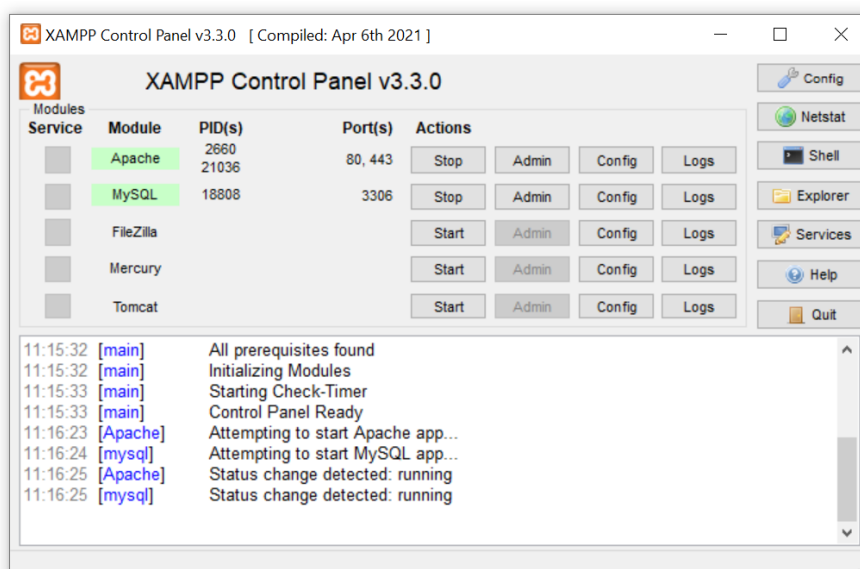 XAMPP Control Panel v3.3.0 [ Compiled: Apr 6th 2021 ]
XAMPP Control Panel v3.3.0
Config
Modules
Service Module PID(s) Port(s) Actions
Netstat
Apache 2660 21036 80, 443 Stop Admin Config Logs
Shell
MySQL 18808 3306 Stop Admin Config Logs
Explorer
FileZilla Start Admin Config Logs
Services
Mercury Start Admin Config Logs
Help
Tomcat Start Admin Config Logs
Quit
11:15:32 [main] All prerequisites found
11:15:32 [main] Initializing Modules
11:15:33 [main] Starting Check-Timer
11:15:33 [main] Control Panel Ready
11:16:23 [Apache] Attempting to start Apache app...
11:16:24 [mysql] Attempting to start MySQL app...
11:16:25 [Apache] Status change detected: running
11:16:25 [mysql] Status change detected: running